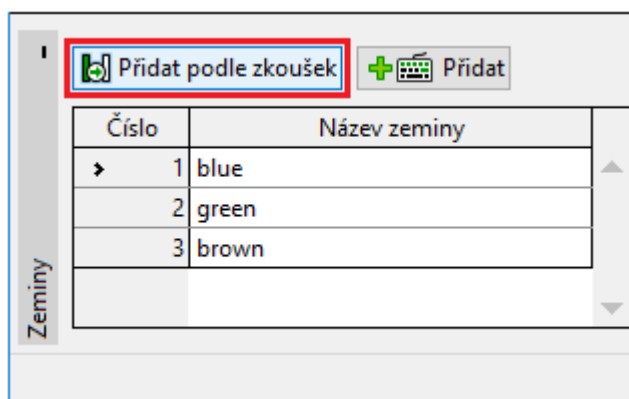 Přidat podle zkoušek Přidat
Číslo Název zeminy
1 blue
2 green
3 brown
Zeminy